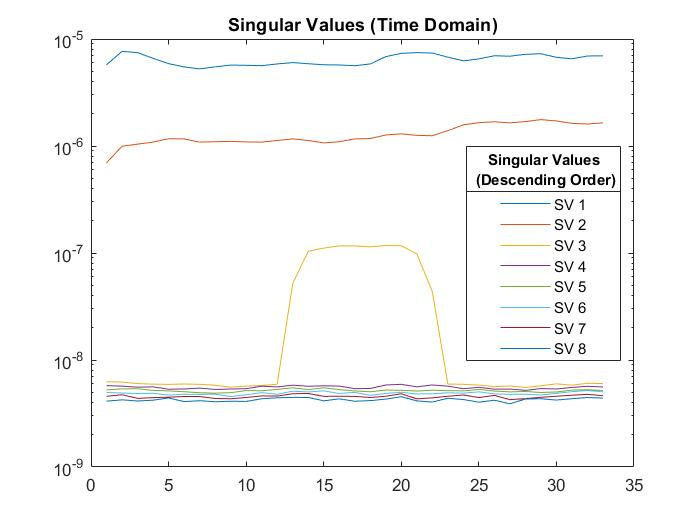 Singular Values (Time Domain)
10-5
10-6
10-7
10-8
10-9
0 5 10 15 20 25 30 35
Singular Values
(Descending Order)
SV 1
SV 2
SV 3
SV 4
SV 5
SV 6
SV 7
SV 8